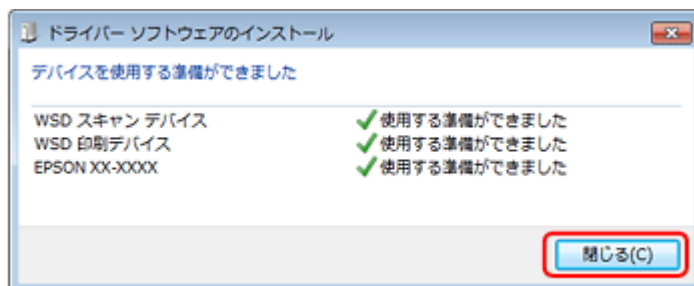 ドライバー ソフトウェアのインストール
デバイスを使用する準備ができました
WSD スキャン デバイス 使用する準備ができました
WSD 印刷デバイス 使用する準備ができました
EPSON XX-XXXX 使用する準備ができました
閉じる(C)